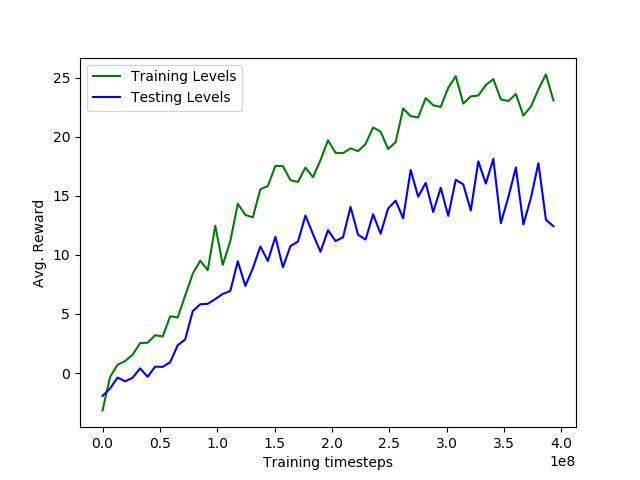 Training Levels
Testing Levels
Avg. Reward
25
20
15
10
5
0
0.0 0.5 1.0 1.5 2.0 2.5 3.0 3.5 4.0
1e8
Training timesteps